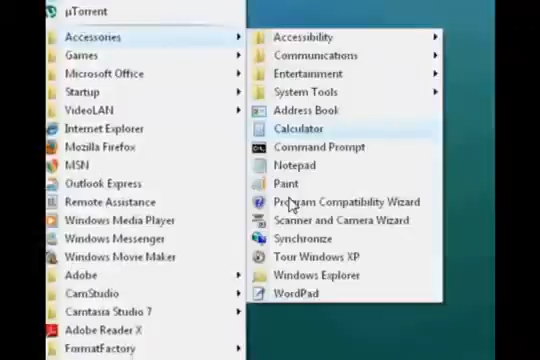 µTorrent
Accessories
Games
Microsoft Office
Startup
VideoLAN
Internet Explorer
Mozilla Firefox
MSN
Outlook Express
Remote Assistance
Windows Media Player
Windows Messenger
Windows Movie Maker
Adobe
CamStudio
Camtasia Studio 7
Adobe Reader X
FormatFactory
Accessibility
Communications
Entertainment
System Tools
Address Book
Calculator
Command Prompt
Notepad
Paint
Program Compatibility Wizard
Scanner and Camera Wizard
Synchronize
Tour Windows XP
Windows Explorer
WordPad